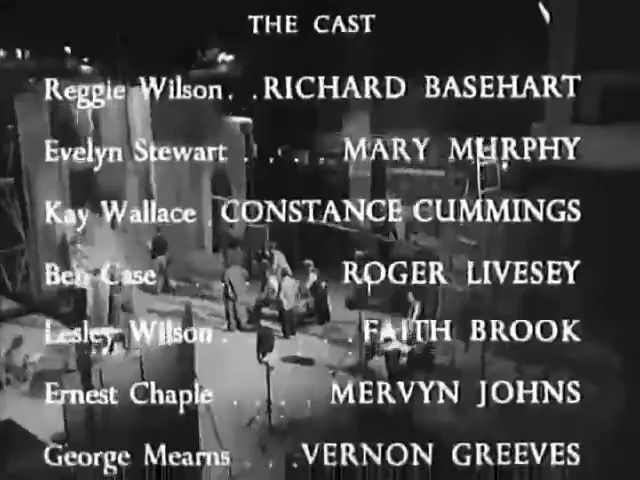 THE CAST
Reggie Wilson. .RICHARD BASEHART
Evelyn Stewart . . . . . MARY MURPHY
Kay Wallace . CONSTANCE CUMMINGS
Ben Case ROGER LIVESEY
Lesley Wilson . . FAITH BROOK
Ernest Chaple . . . . . MERVYN JOHNS
George Mearns . . . .VERNON GREEVES